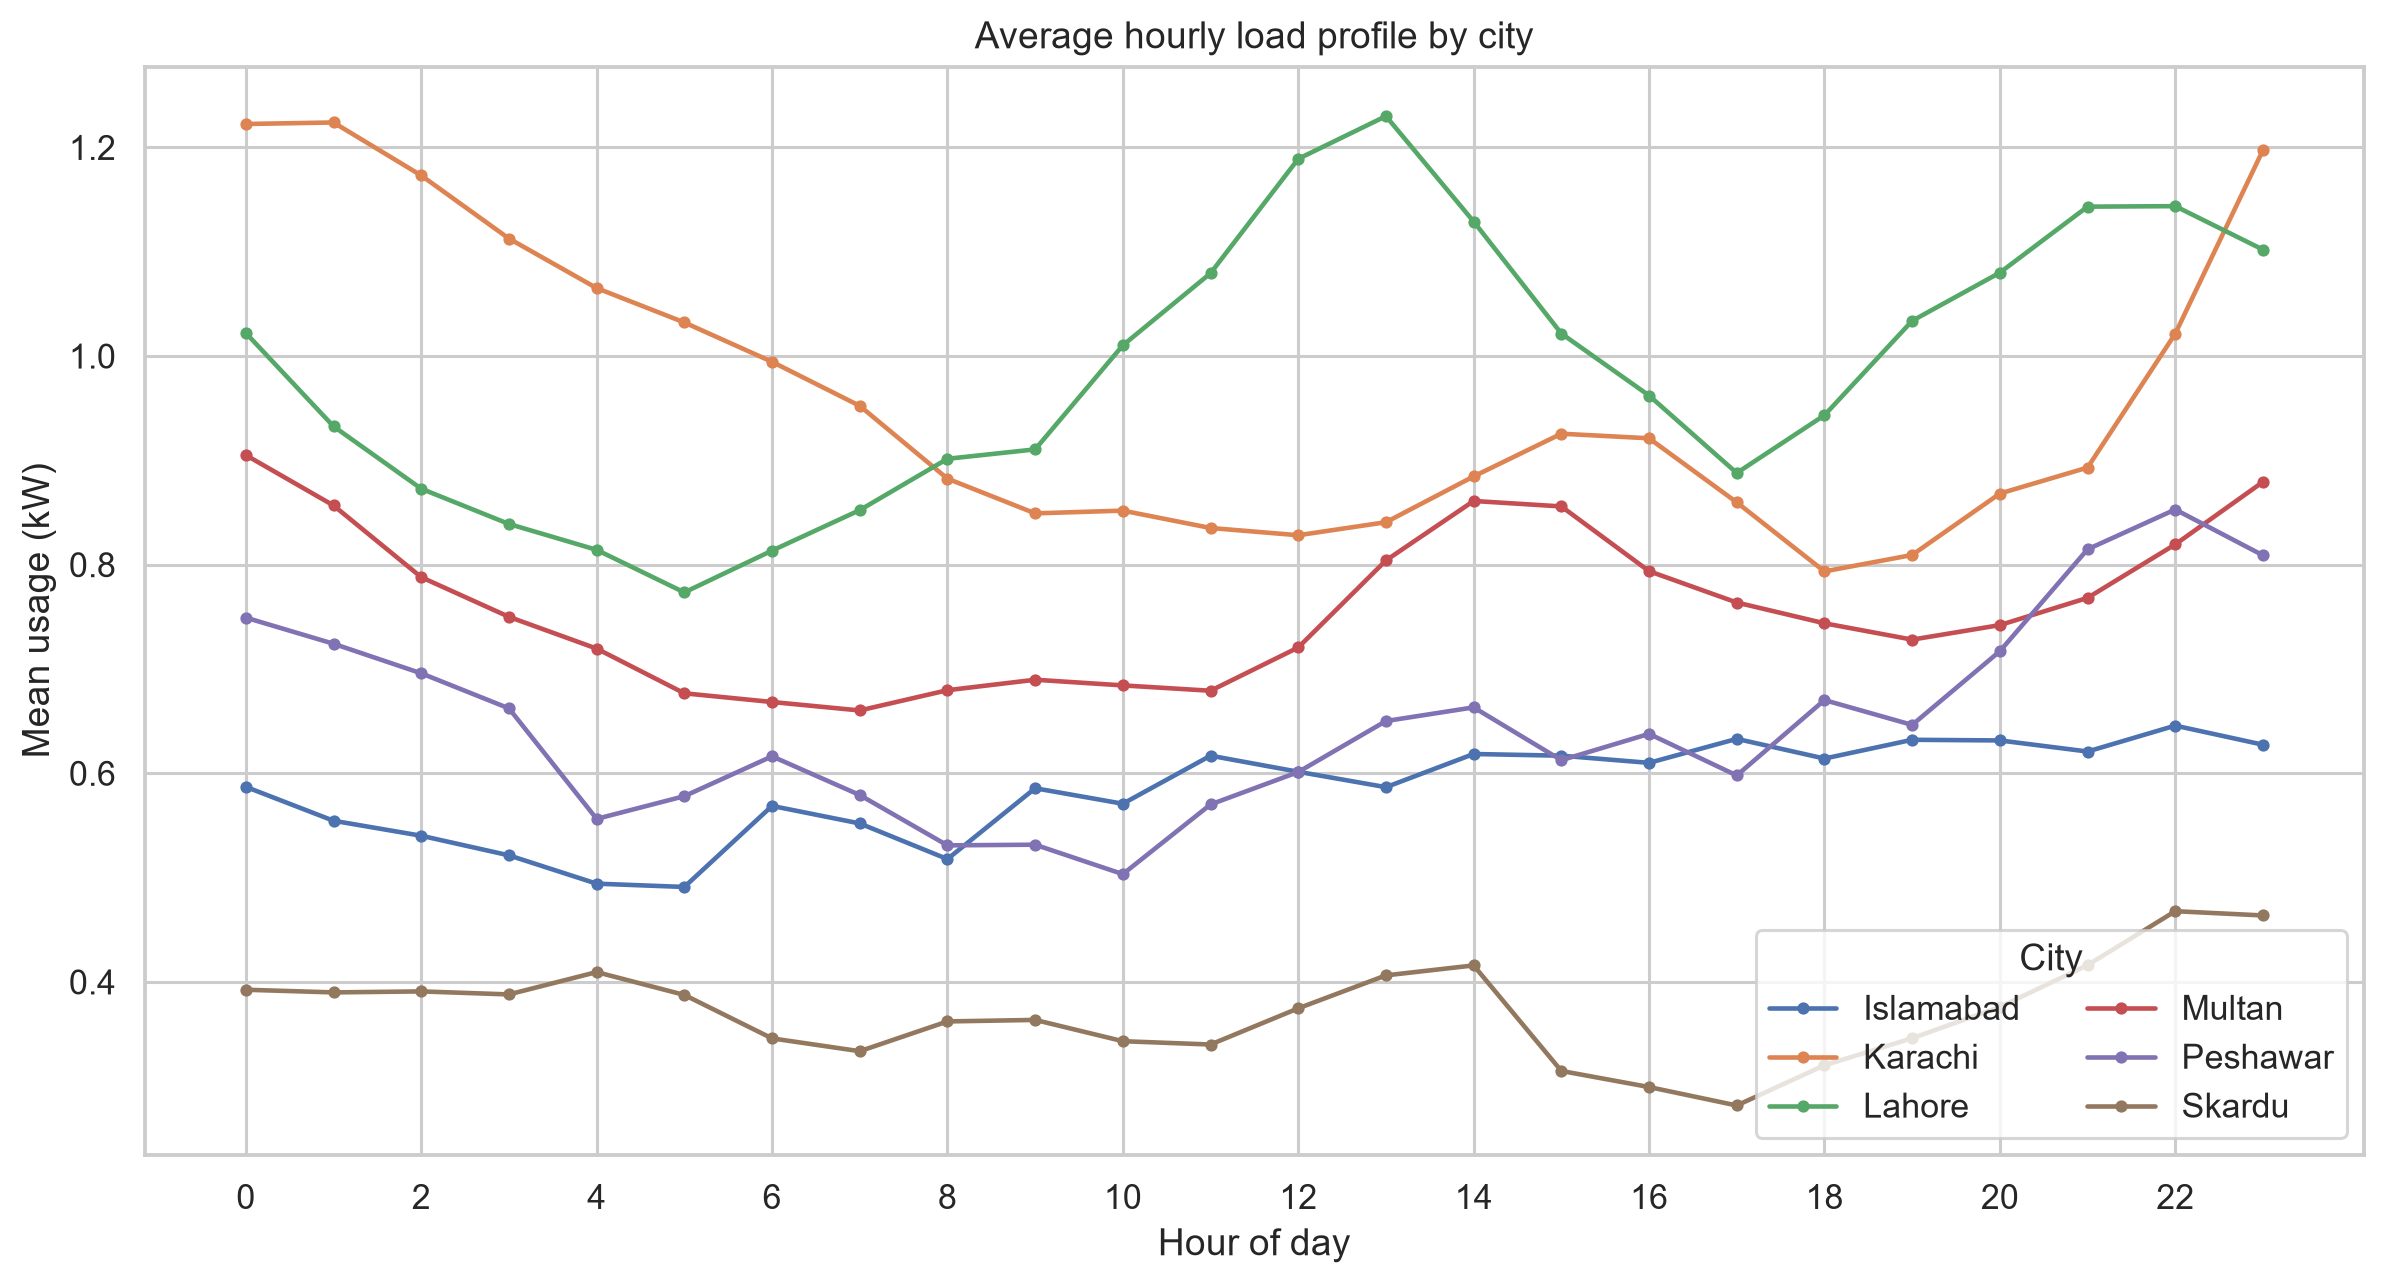 Average hourly load profile by city
Mean usage (kW)
1.2
1.0
0.8
0.6
0.4
0 2 4 6 8 10 12 14 16 18 20 22
Hour of day
City
Islamabad
Karachi
Lahore
Multan
Peshawar
Skardu